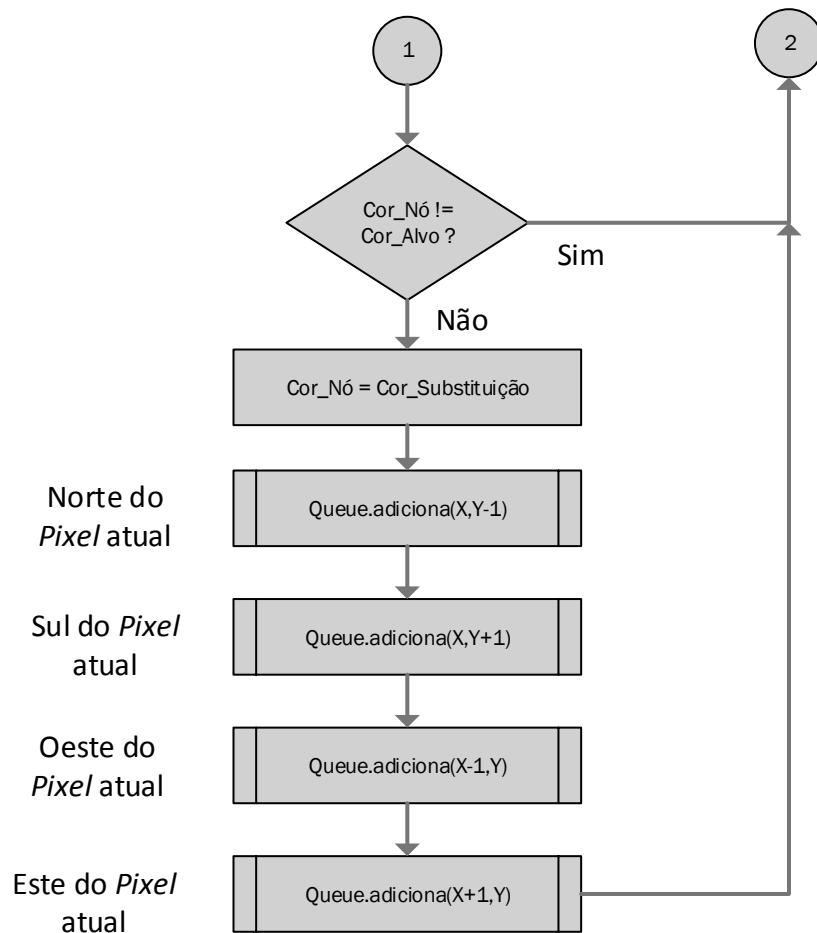 1
2
Cor_Nó !=
Cor_Alvo ?
Sim
Não
Cor_Nó = Cor_Substituição
Norte do
Pixel atual
Queue.adiciona(X,Y-1)
Sul do Pixel
atual
Queue.adiciona(X,Y+1)
Oeste do
Pixel atual
Queue.adiciona(X-1,Y)
Este do Pixel
atual
Queue.adiciona(X+1,Y)